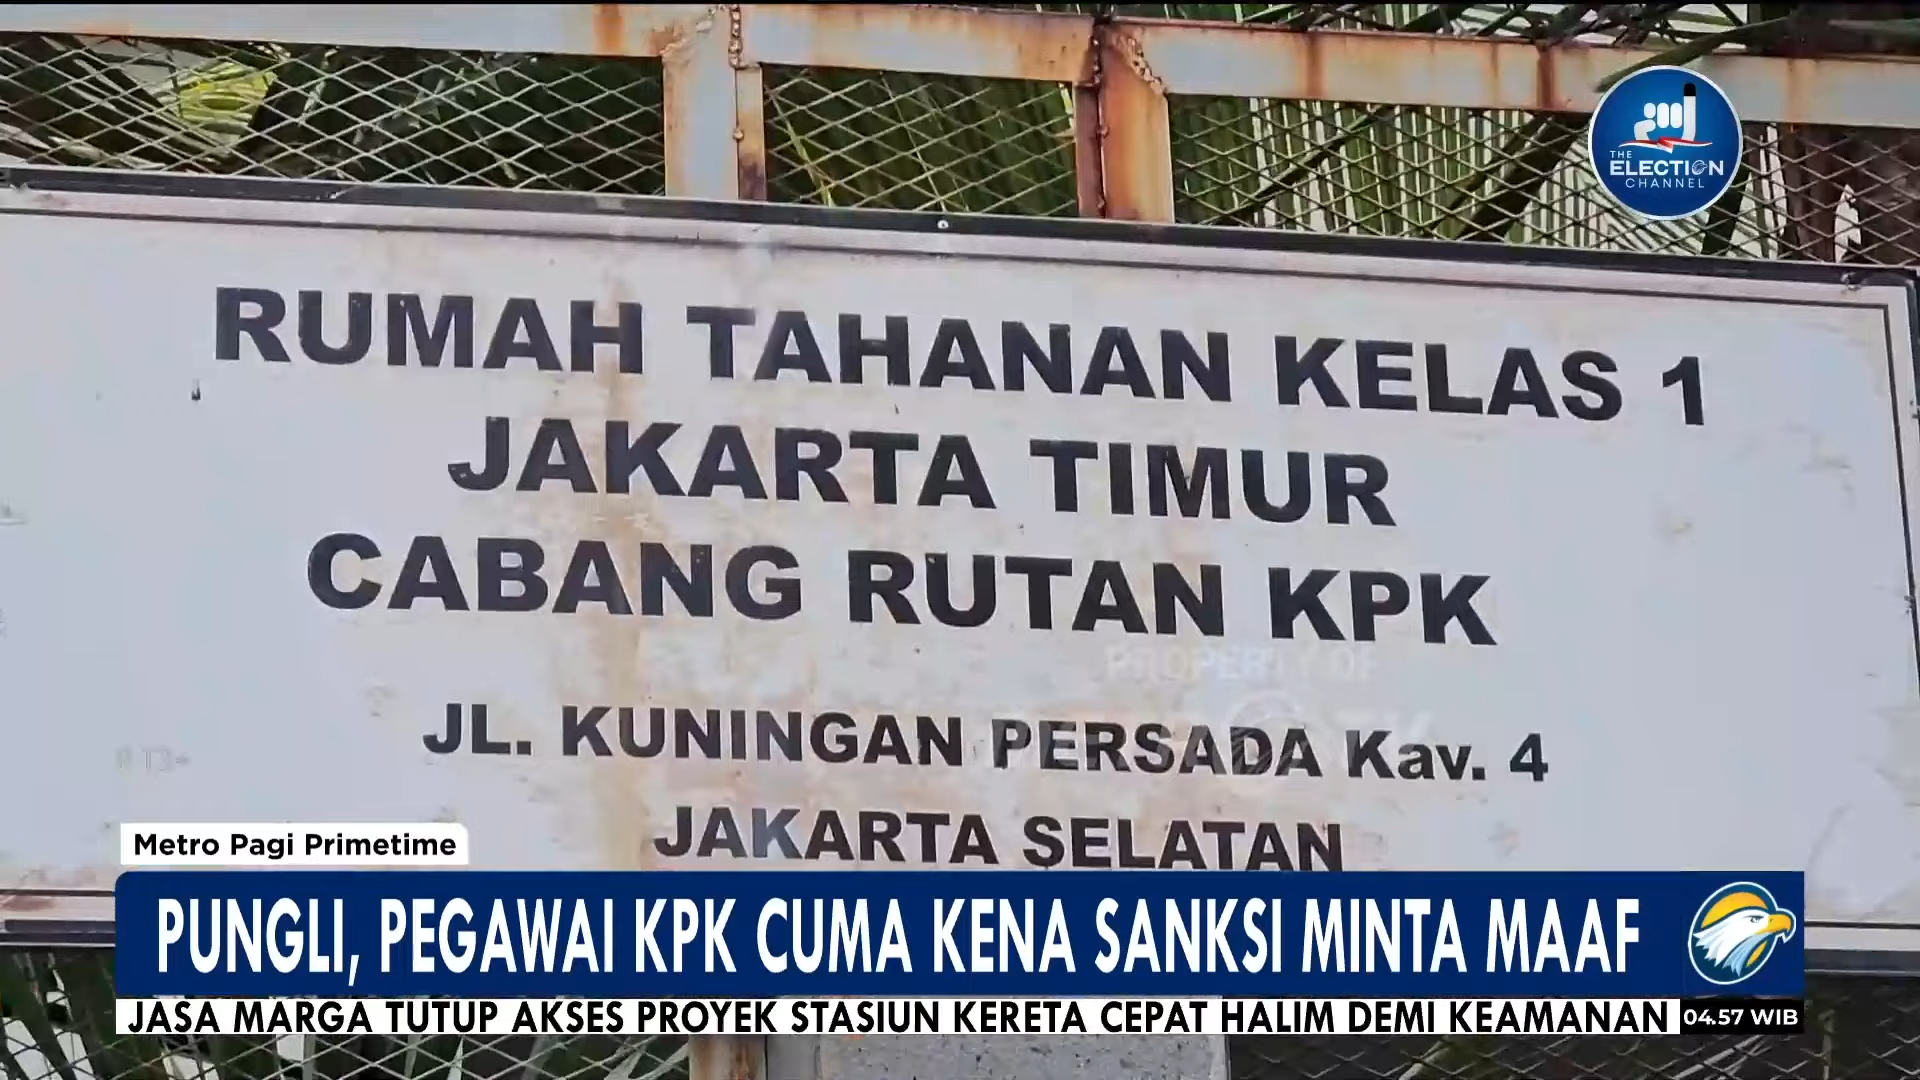 THE
ELECTION
CHANNEL
RUMAH TAHANAN KELAS 1
JAKARTA TIMUR
CABANG RUTAN KPK
PROPERTY OF
JL. KUNINGAN PERSADA Kav. 4
JAKARTA SELATAN
Metro Pagi Primetime
PUNGLI, PEGAWAI KPK CUMA KENA SANKSI MINTA MAAF
JASA MARGA TUTUP AKSES PROYEK STASIUN KERETA CEPAT HALIM DEMI KEAMANAN
04.57 WIB